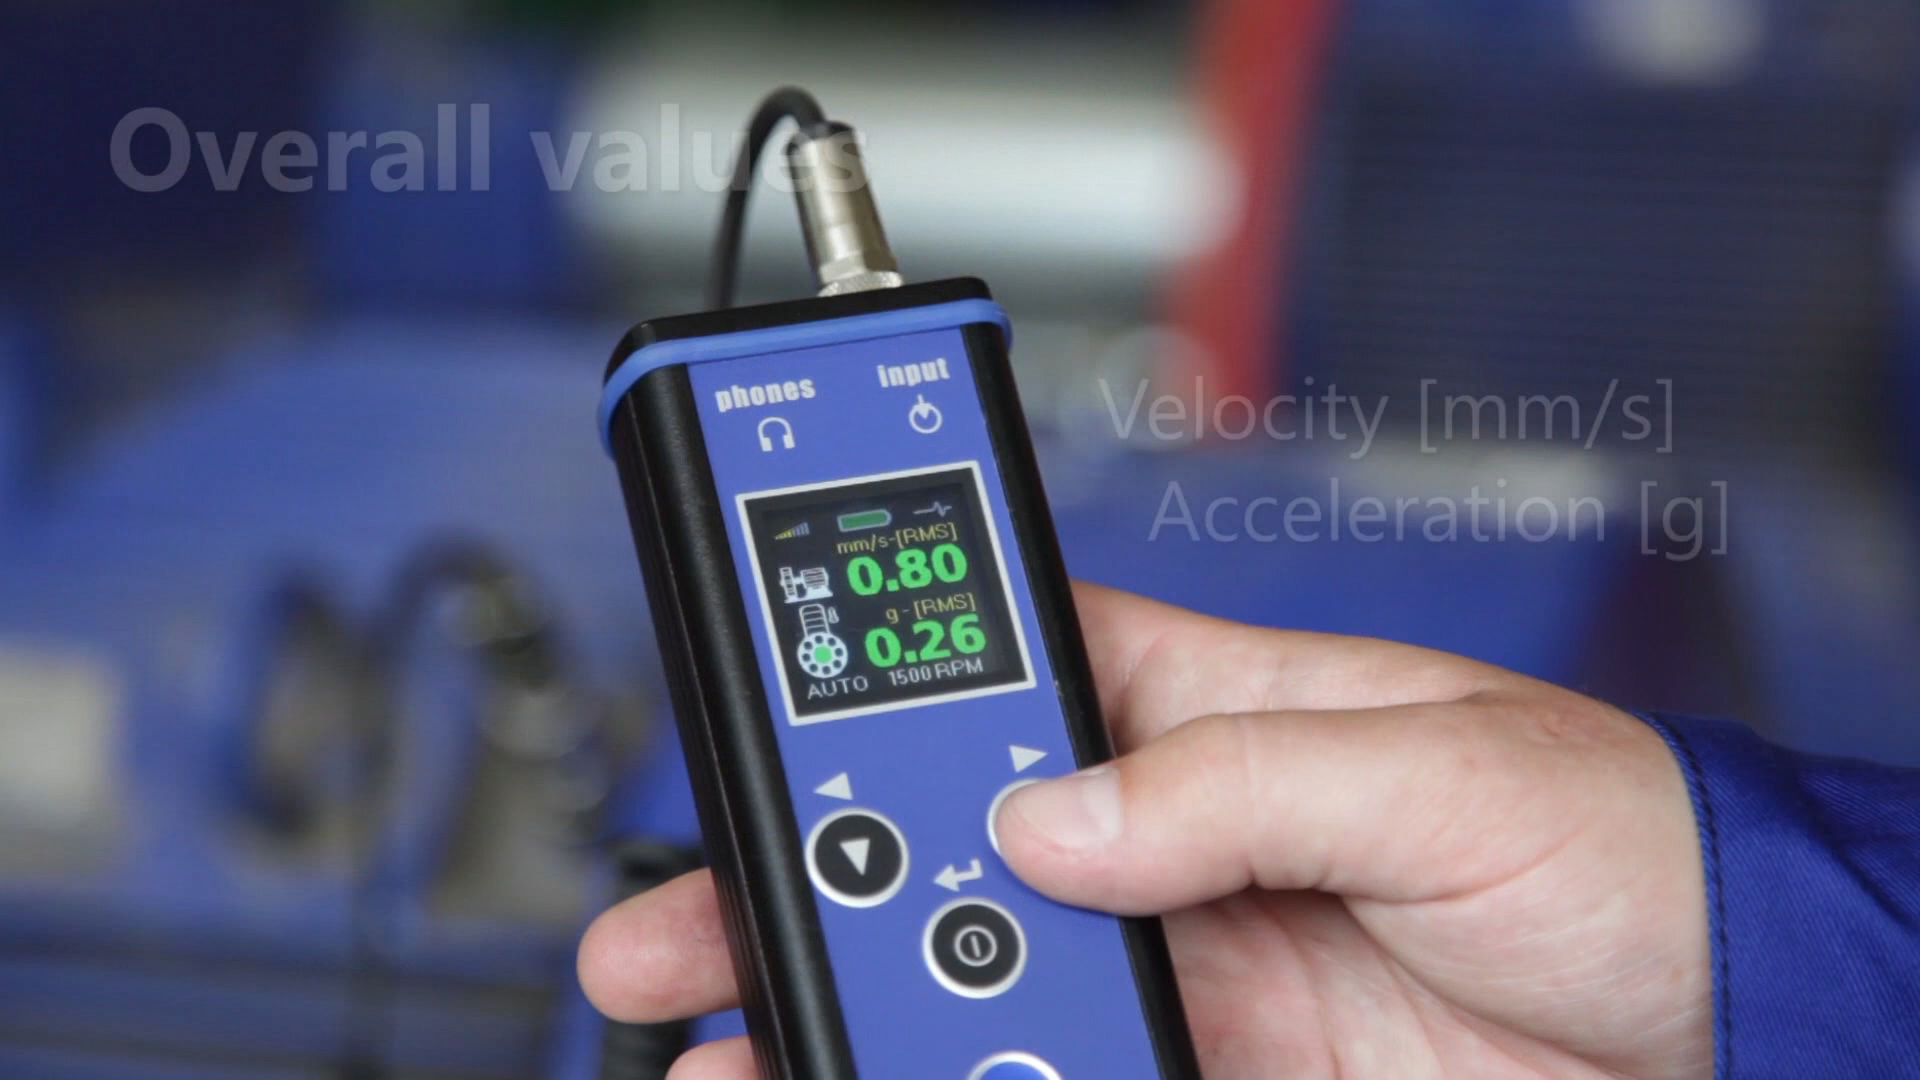 Overall values
Velocity [mm/s]
Acceleration [g]
phones
input
mm/s-[RMS]
0.80
g-[RMS]
0.26
AUTO 1500 RPM